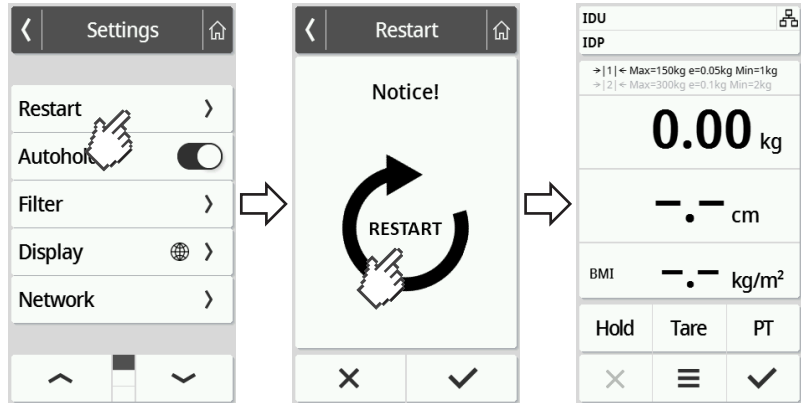 Settings
Restart
Autohold
Filter
Display
Network
Restart
Notice!
RESTART
IDU
IDP
→|1|← Max=150kg e=0.05kg Min=1kg
→|2|← Max=300kg e=0.1kg Min=2kg
0.00 kg
–.– cm
BMI –.– kg/m²
Hold Tare PT